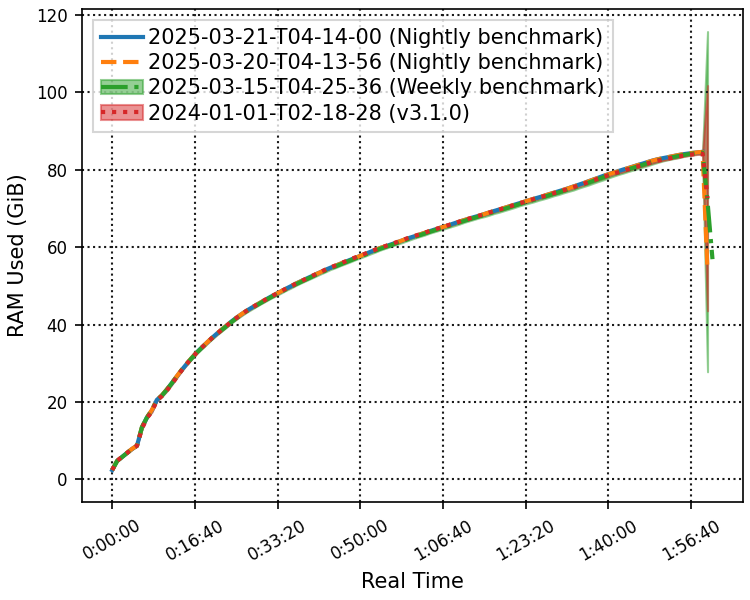 120
100
80
60
40
20
0
RAM Used (GiB)
2025-03-21-T04-14-00 (Nightly benchmark)
2025-03-20-T04-13-56 (Nightly benchmark)
2025-03-15-T04-25-36 (Weekly benchmark)
2024-01-01-T02-18-28 (v3.1.0)
0:00:00
0:16:40
0:33:20
0:50:00
1:06:40
1:23:20
1:40:00
1:56:40
Real Time